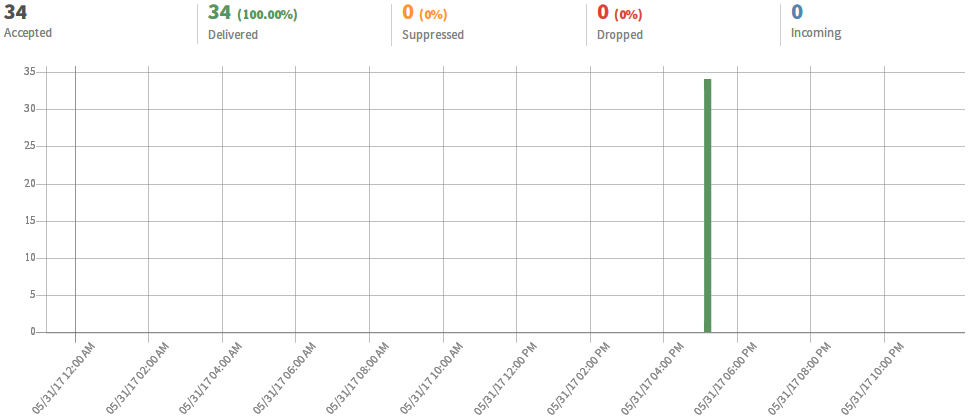 34
Accepted
34 (100.00%)
Delivered
0 (0%)
Suppressed
0 (0%)
Dropped
0
Incoming
35
30
25
20
15
10
5
0
05/31/17 12:00 AM
05/31/17 02:00 AM
05/31/17 04:00 AM
05/31/17 06:00 AM
05/31/17 08:00 AM
05/31/17 10:00 AM
05/31/17 12:00 PM
05/31/17 02:00 PM
05/31/17 04:00 PM
05/31/17 06:00 PM
05/31/17 08:00 PM
05/31/17 10:00 PM